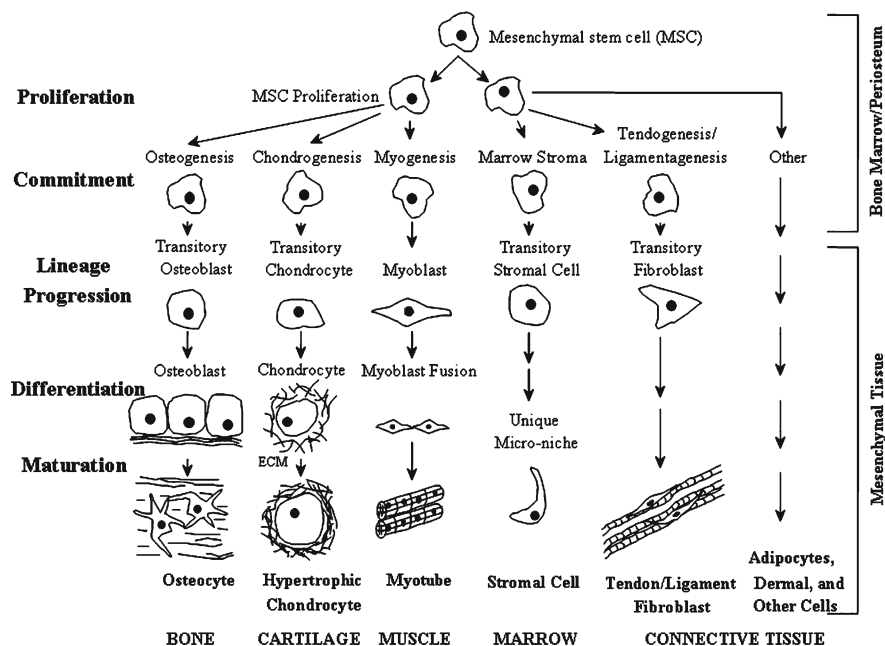 Mesenchymal stem cell (MSC)
Proliferation
MSC Proliferation
Osteogenesis
Chondrogenesis
Myogenesis
Marrow Stroma
Tendogenesis/
Ligamentagenesis
Other
Commitment
Bone Marrow/Periosteum
Lineage
Progression
Transitory
Osteoblast
Transitory
Chondrocyte
Myoblast
Transitory
Stromal Cell
Transitory
Fibroblast
Differentiation
Osteoblast
Chondrocyte
Myoblast Fusion
Unique
Micro-niche
Mesenchymal Tissue
Maturation
ECM
Osteocyte
Hypertrophic
Chondrocyte
Myotube
Stromal Cell
Tendon/Ligament
Fibroblast
Adipocytes,
Dermal, and
Other Cells
BONE
CARTILAGE
MUSCLE
MARROW
CONNECTIVE TISSUE